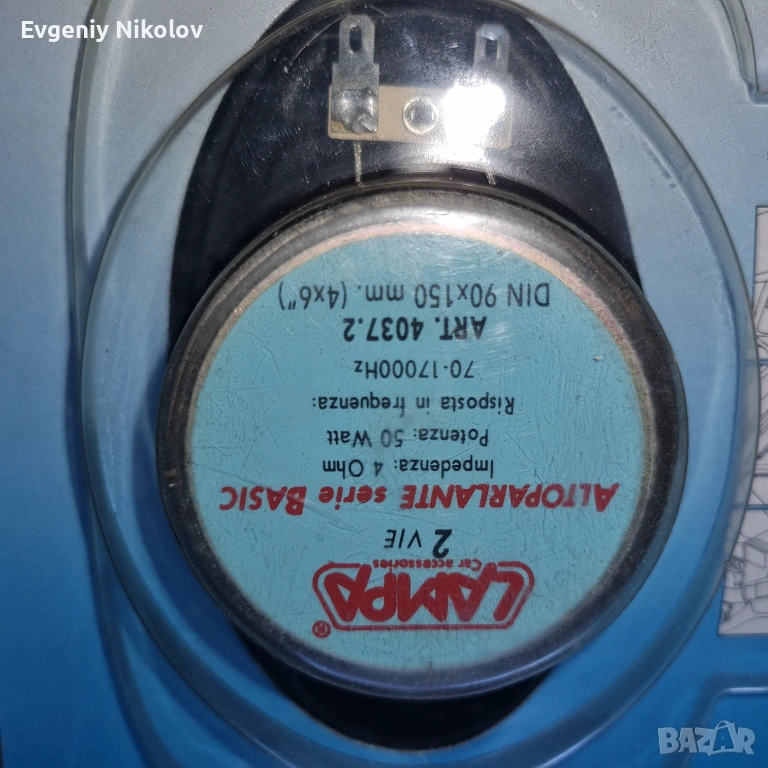 Evgeniy Nikolov
LAMPA®
Car accessories
2 VIE
ALTOPARLANTE serie BASIC
Impedenza: 4 Ohm
Potenza: 50 Watt
Risposta in frequenza:
70-17000Hz
ART. 4037.2
DIN 90x150 mm. (4x6")
BAZAR